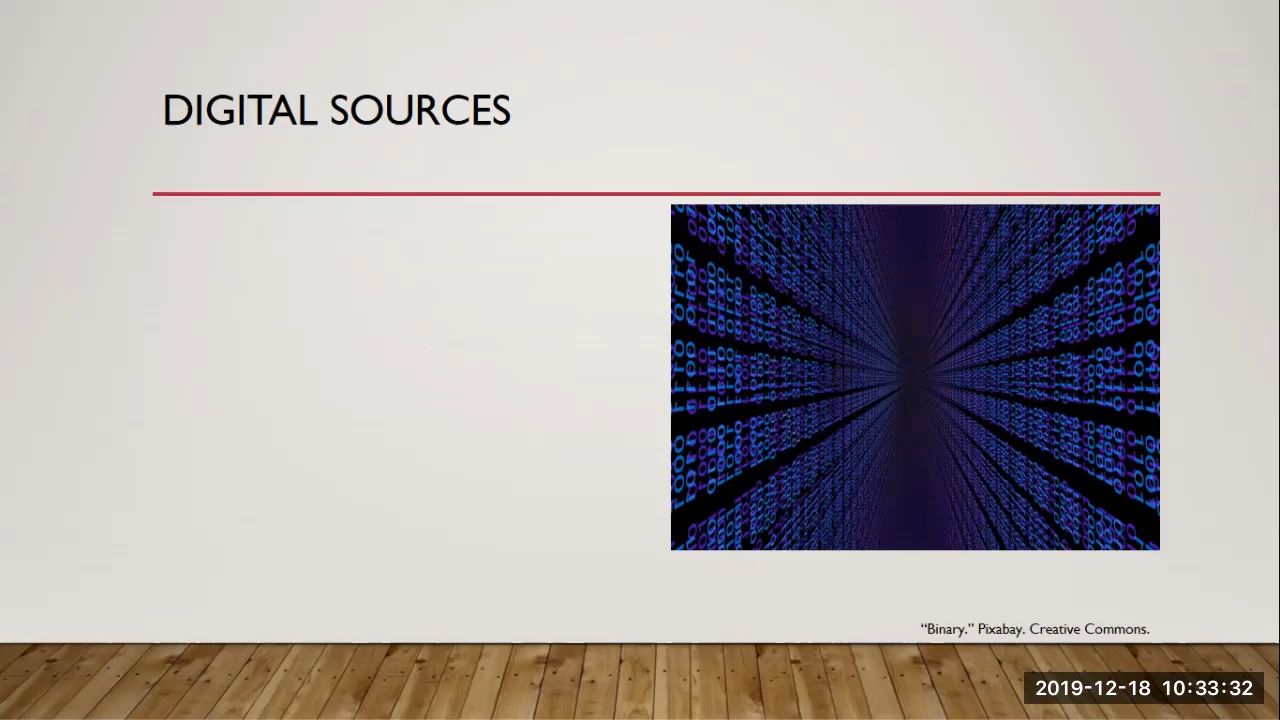 DIGITAL SOURCES
“Binary.” Pixabay. Creative Commons.
2019-12-18 10:33:32